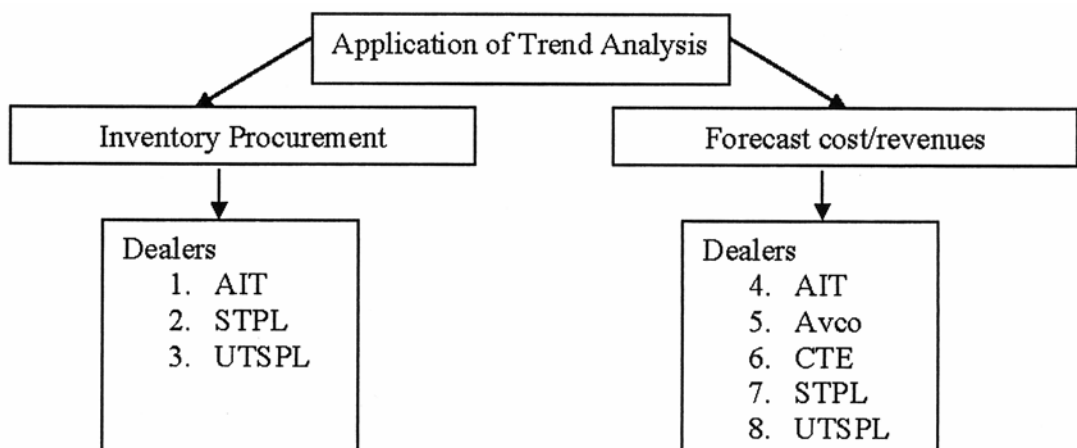 Application of Trend Analysis
Inventory Procurement
Forecast cost/revenues
Dealers
1. AIT
2. STPL
3. UTSPL
Dealers
4. AIT
5. Avco
6. CTE
7. STPL
8. UTSPL